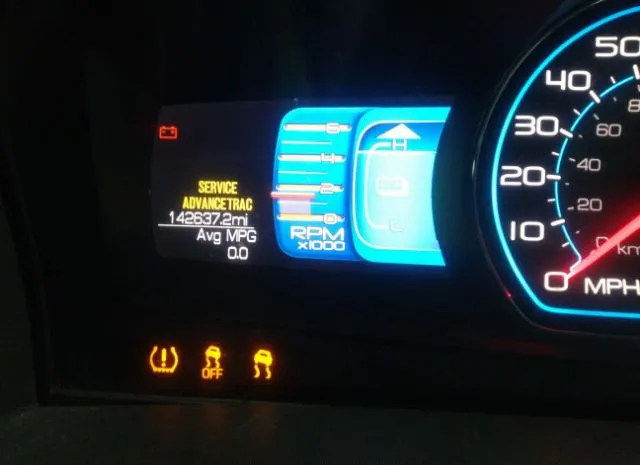 SERVICE
ADVANCETRAC
142637.2mi
Avg MPG
0.0
6
4
2
0
RPM
x1000
H
L
50
40
30
20
10
0
MPH
80
60
40
20
0 km
OFF